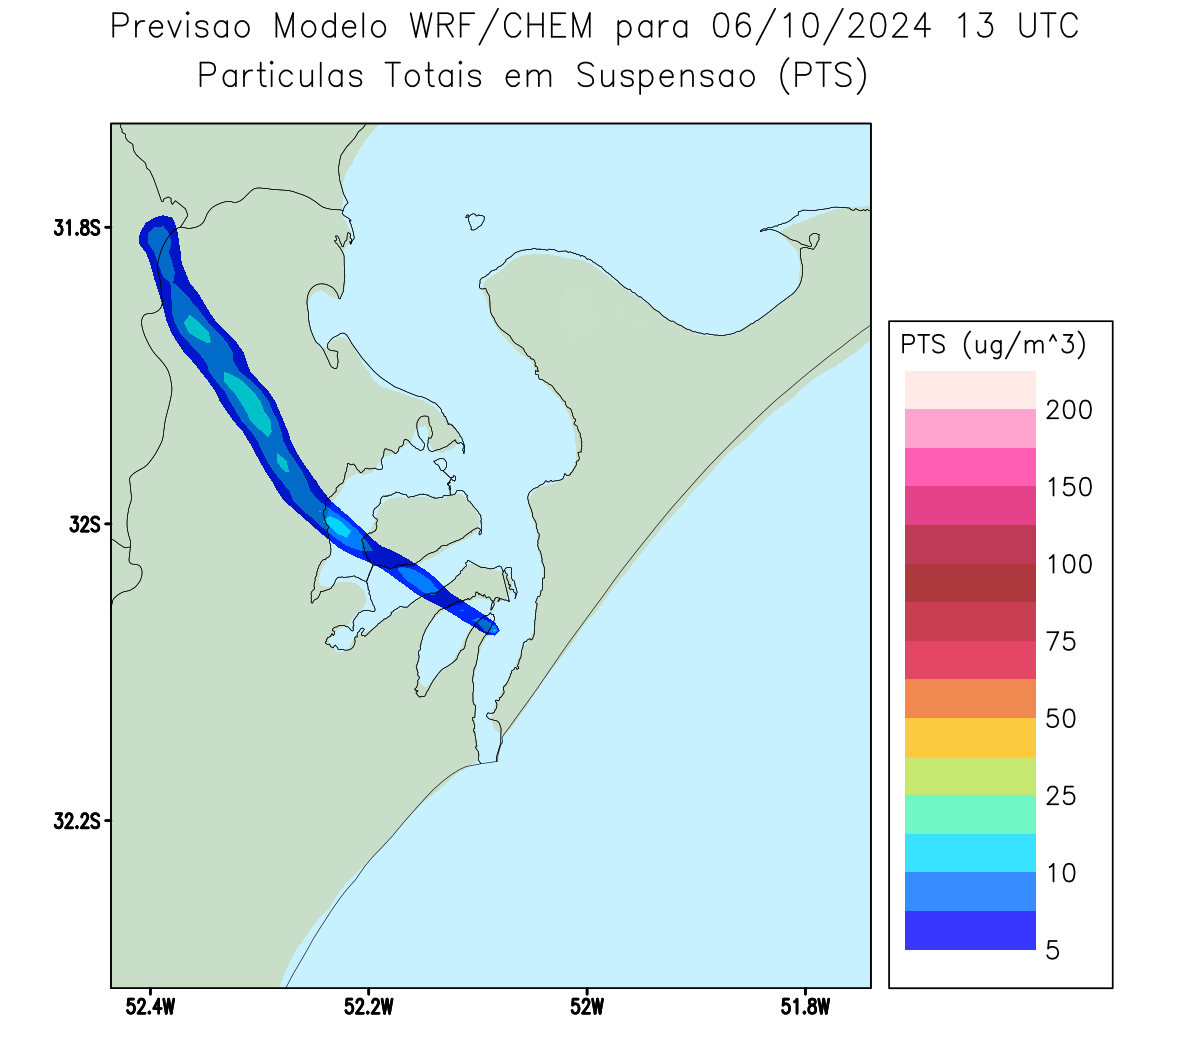 Previsao Modelo WRF/CHEM para 06/10/2024 13 UTC
Particulas Totais em Suspensao (PTS)
31.8S
32S
32.2S
52.4W
52.2W
52W
51.8W
PTS (ug/m^3)
200
150
100
75
50
25
10
5